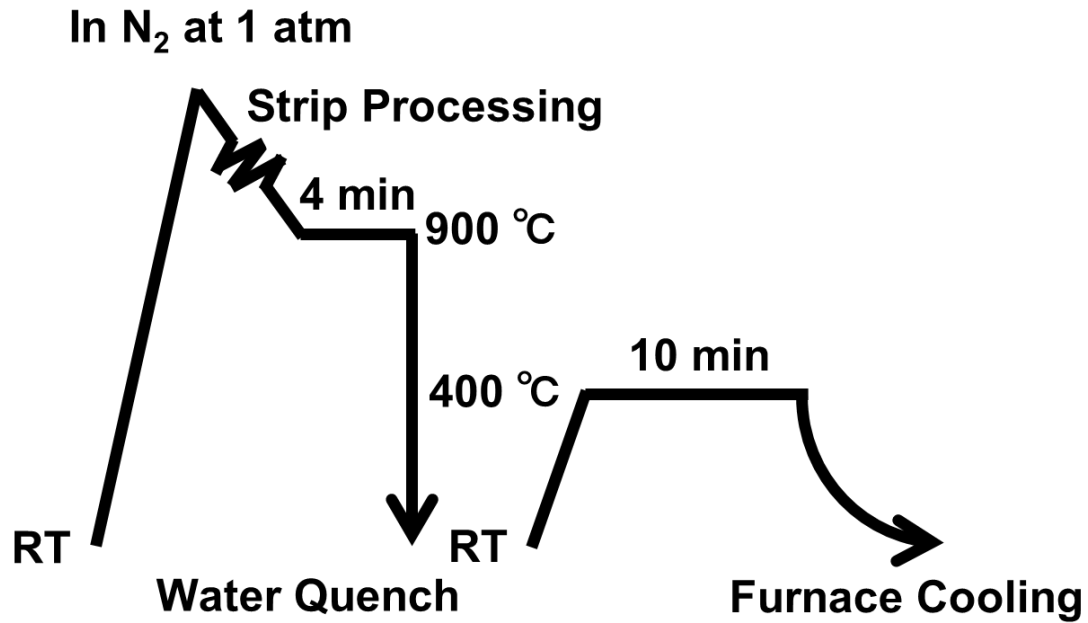 In N₂ at 1 atm
Strip Processing
4 min
900 ℃
10 min
400 ℃
RT
RT
Water Quench
Furnace Cooling